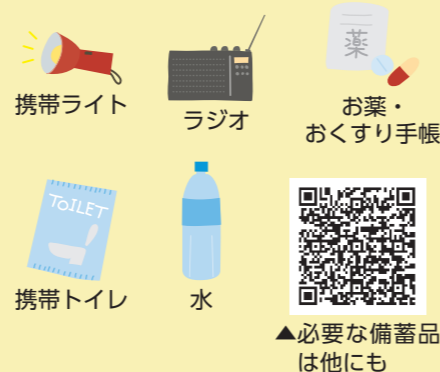 携帯ライト
ラジオ
薬
お薬・
おくすり手帳
TOILET
携帯トイレ
水
▲必要な備蓄品
は他にも